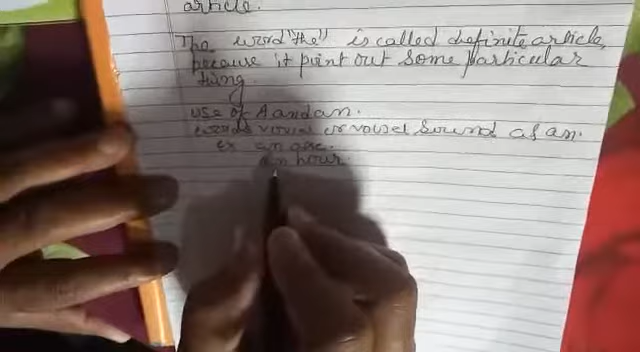 article.
The word "the" is called definite article,
because it point out some particular
thing.
use of A and an.
words vowel or vowel sound as an.
ex an
an hour.